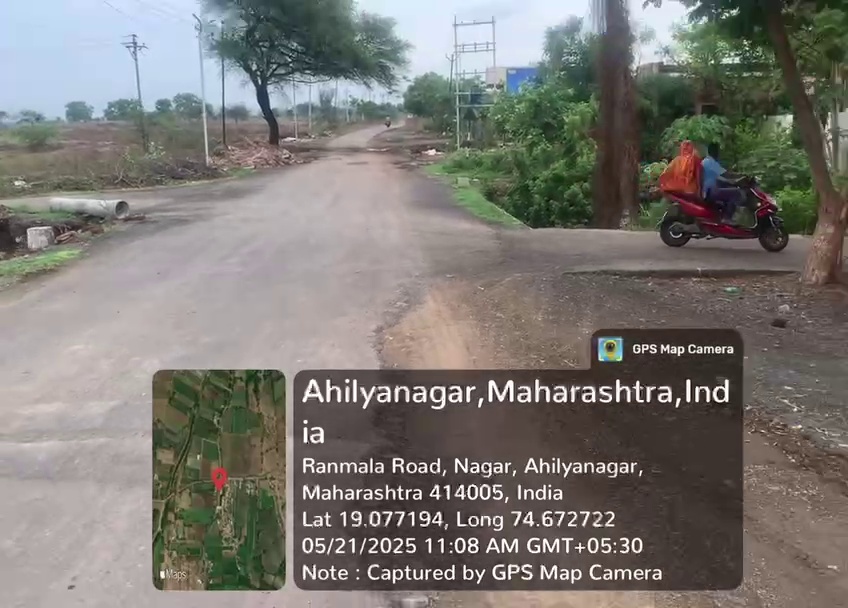 GPS Map Camera
Ahilyanagar,Maharashtra,Ind
ia
Ranmala Road, Nagar, Ahilyanagar,
Maharashtra 414005, India
Lat 19.077194, Long 74.672722
05/21/2025 11:08 AM GMT+05:30
Note : Captured by GPS Map Camera
Maps